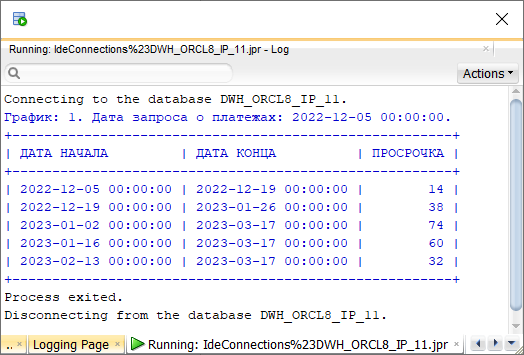 Running: IdeConnections%23DWH_ORCL8_IP_11.jpr - Log
Actions
Connecting to the database DWH_ORCL8_IP_11.
График: 1. Дата запроса о платежах: 2022-12-05 00:00:00.
+--------------------------------------------------------+
| ДАТА НАЧАЛА | ДАТА КОНЦА | ПРОСРОЧКА |
+--------------------------------------------------------+
| 2022-12-05 00:00:00 | 2022-12-19 00:00:00 | 14 |
| 2022-12-19 00:00:00 | 2023-01-26 00:00:00 | 38 |
| 2023-01-02 00:00:00 | 2023-03-17 00:00:00 | 74 |
| 2023-01-16 00:00:00 | 2023-03-17 00:00:00 | 60 |
| 2023-02-13 00:00:00 | 2023-03-17 00:00:00 | 32 |
+--------------------------------------------------------+
Process exited.
Disconnecting from the database DWH_ORCL8_IP_11.
... Logging Page Running: IdeConnections%23DWH_ORCL8_IP_11.jpr